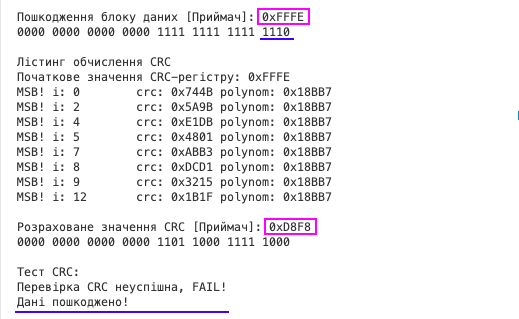 Пошкодження блоку даних [Приймач]: 0xFFFE
0000 0000 0000 0000 1111 1111 1111 1110
Лістинг обчислення CRC
Початкове значення CRC-регістру: 0xFFFE
MSB! i: 0 crc: 0x744B polynom: 0x18BB7
MSB! i: 2 crc: 0x5A9B polynom: 0x18BB7
MSB! i: 4 crc: 0xE1DB polynom: 0x18BB7
MSB! i: 5 crc: 0x4801 polynom: 0x18BB7
MSB! i: 7 crc: 0xABB3 polynom: 0x18BB7
MSB! i: 8 crc: 0xDCD1 polynom: 0x18BB7
MSB! i: 9 crc: 0x3215 polynom: 0x18BB7
MSB! i: 12 crc: 0x1B1F polynom: 0x18BB7
Розраховане значення CRC [Приймач]: 0xD8F8
0000 0000 0000 0000 1101 1000 1111 1000
Тест CRC:
Перевірка CRC неуспішна, FAIL!
Дані пошкоджено!